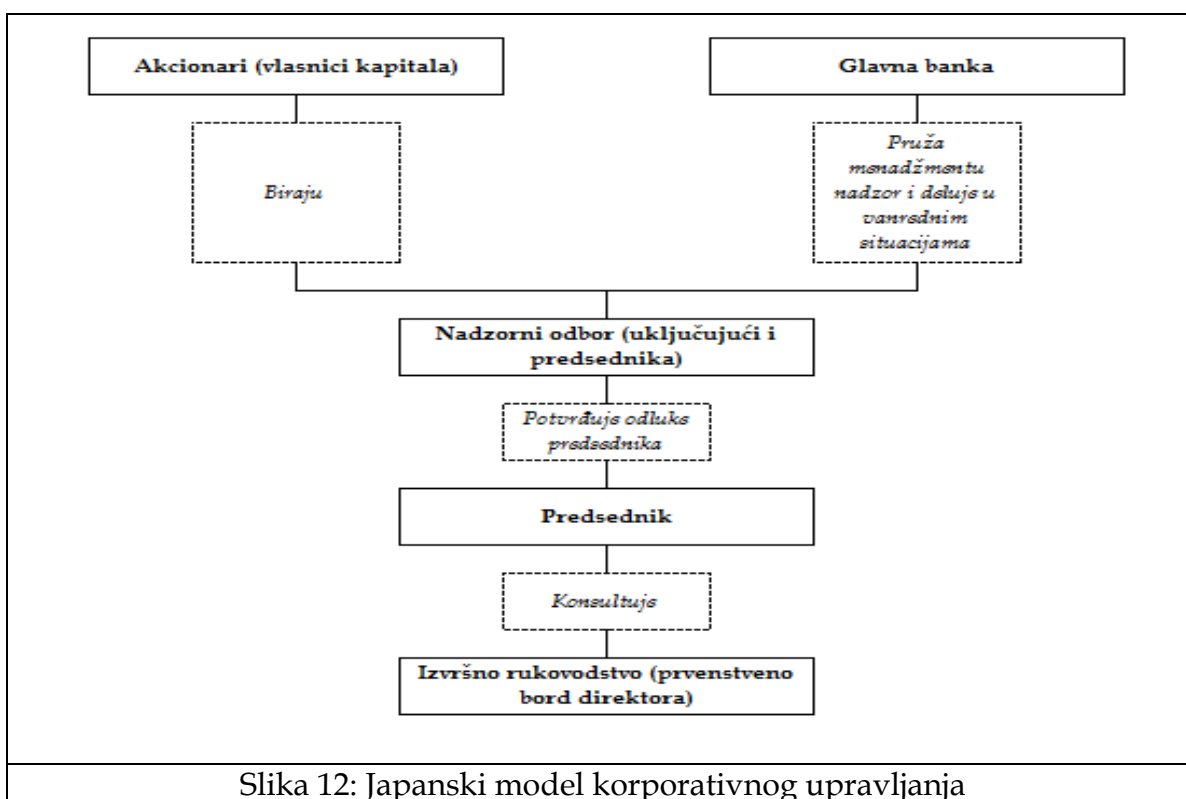 Akcionari (vlasnici kapitala)
Glavna banka
Biraju
Pruža
menadžmentu
nadzor i deluje u
vanrednim
situacijama
Nadzorni odbor (uključujući i
predsednika)
Potvrđuje odluke
predsednika
Predsednik
Konsultuje
Izvršno rukovodstvo (prvenstveno
bord direktora)
Slika 12: Japanski model korporativnog upravljanja